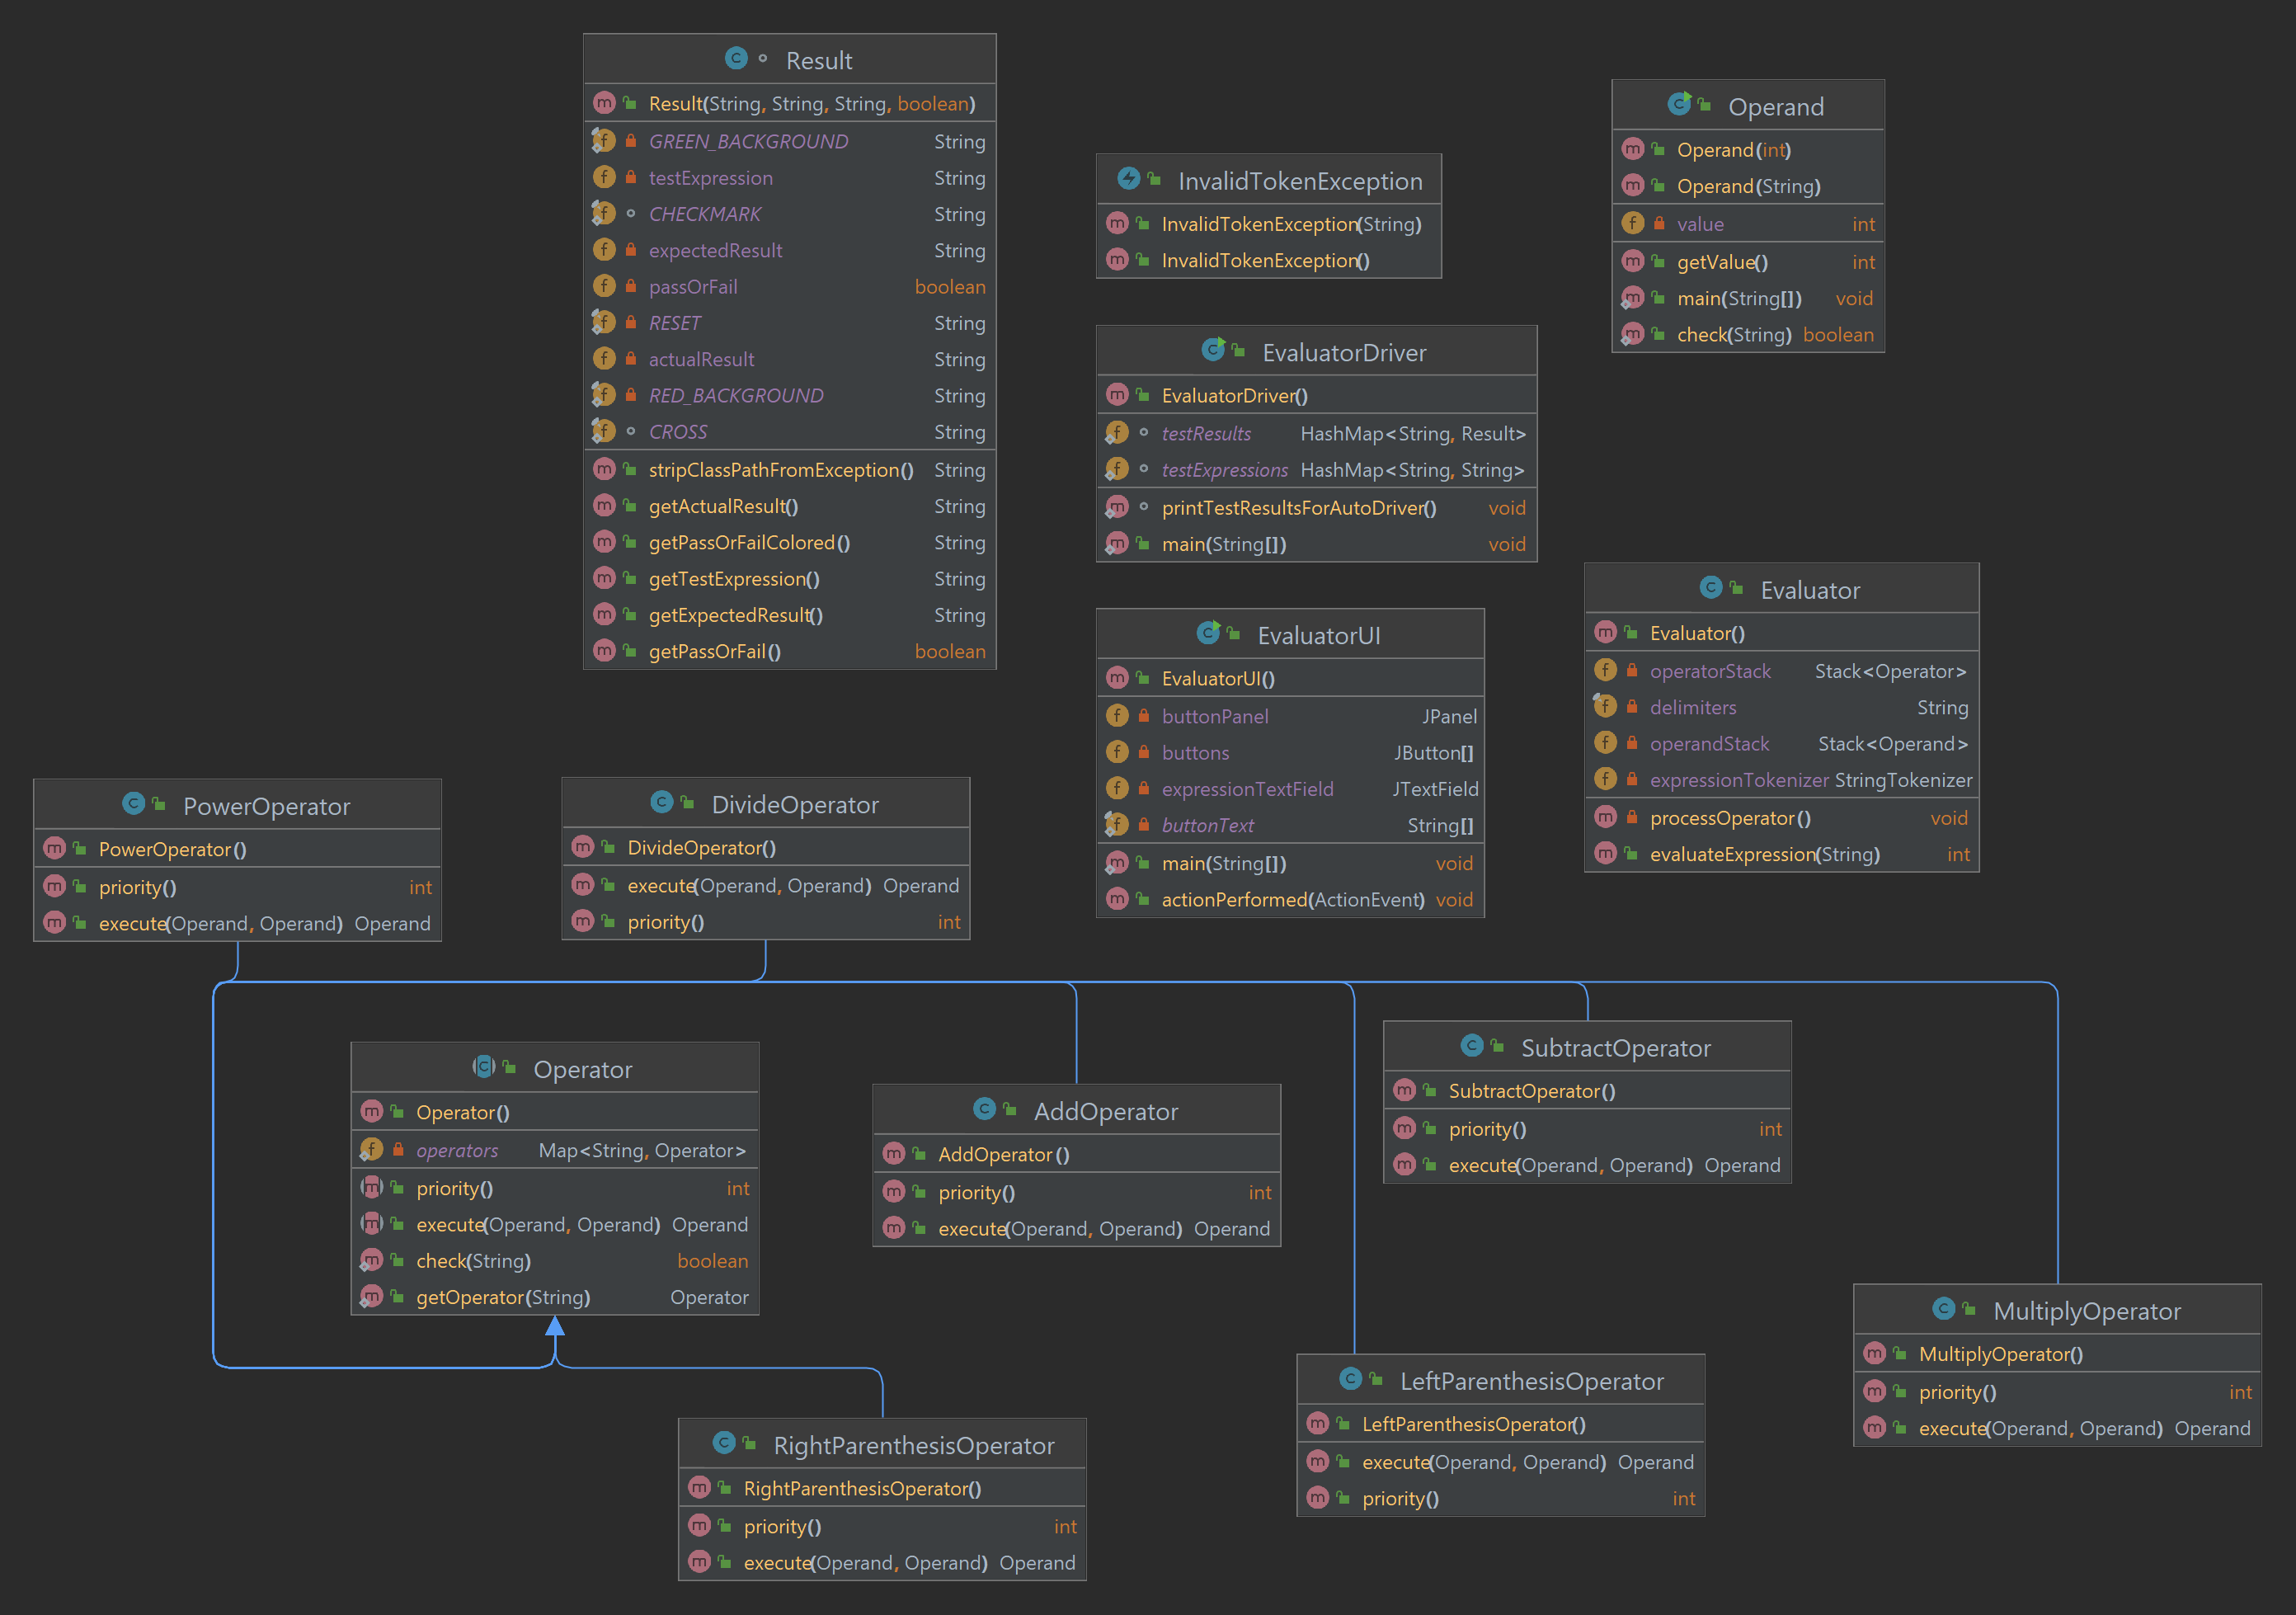 Result
Result(String, String, String, boolean)
GREEN_BACKGROUND String
testExpression String
CHECKMARK String
expectedResult String
passOrFail boolean
RESET String
actualResult String
RED_BACKGROUND String
CROSS String
stripClassPathFromException() String
getActualResult() String
getPassOrFailColored() String
getTestExpression() String
getExpectedResult() String
getPassOrFail() boolean
InvalidTokenException
InvalidTokenException(String)
InvalidTokenException()
Operand
Operand(int)
Operand(String)
value int
getValue() int
main(String[]) void
check(String) boolean
EvaluatorDriver
EvaluatorDriver()
testResults HashMap<String, Result>
testExpressions HashMap<String, String>
printTestResultsForAutoDriver() void
main(String[]) void
EvaluatorUI
EvaluatorUI()
buttonPanel JPanel
buttons JButton[]
expressionTextField JTextField
buttonText String[]
main(String[]) void
actionPerformed(ActionEvent) void
Evaluator
Evaluator()
operatorStack Stack<Operator>
delimiters String
operandStack Stack<Operand>
expressionTokenizer StringTokenizer
processOperator() void
evaluateExpression(String) int
PowerOperator
PowerOperator()
priority() int
execute(Operand, Operand) Operand
DivideOperator
DivideOperator()
execute(Operand, Operand) Operand
priority() int
Operator
Operator()
operators Map<String, Operator>
priority() int
execute(Operand, Operand) Operand
check(String) boolean
getOperator(String) Operator
AddOperator
AddOperator()
priority() int
execute(Operand, Operand) Operand
SubtractOperator
SubtractOperator()
priority() int
execute(Operand, Operand) Operand
MultiplyOperator
MultiplyOperator()
priority() int
execute(Operand, Operand) Operand
LeftParenthesisOperator
LeftParenthesisOperator()
execute(Operand, Operand) Operand
priority() int
RightParenthesisOperator
RightParenthesisOperator()
priority() int
execute(Operand, Operand) Operand